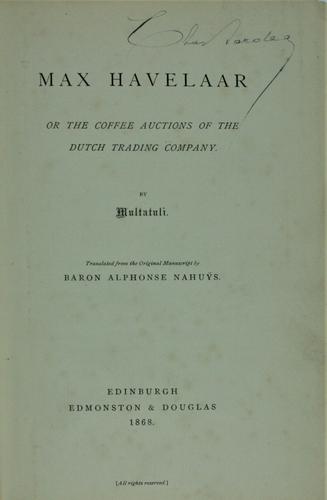 MAX HAVELAAR
OR THE COFFEE AUCTIONS OF THE
DUTCH TRADING COMPANY.
BY
Multatuli.
Translated from the Original Manuscript by
BARON ALPHONSE NAHUŸS.
EDINBURGH
EDMONSTON & DOUGLAS
1868.
[All rights reserved.]